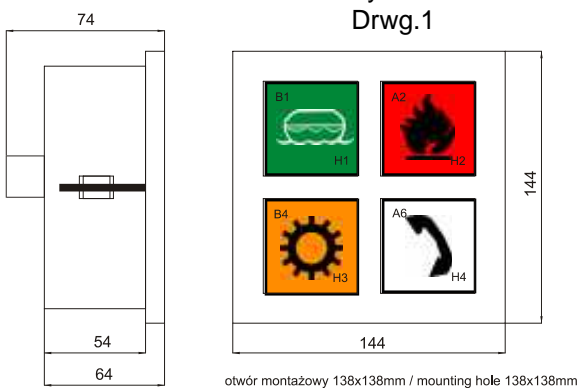 Drwg.1
74
B1
H1
A2
H2
B4
H3
A6
H4
144
54
64
144
otwór montażowy 138x138mm / mounting hole 138x138mm